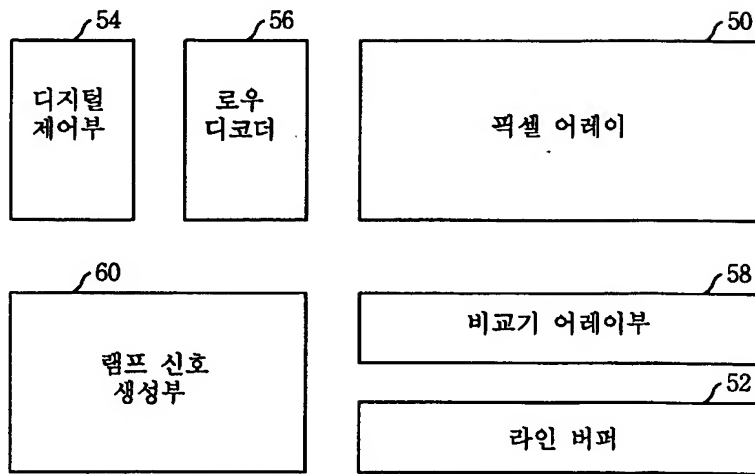 54
56
50
디지털
제어부
로우
디코더
픽셀 어레이
60
58
램프 신호
생성부
비교기 어레이부
52
라인 버퍼